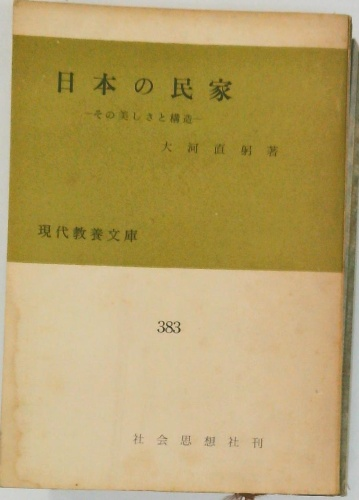 日本の民家
―その美しさと構造―
大河直躬著
現代教養文庫
383
社会思想社刊